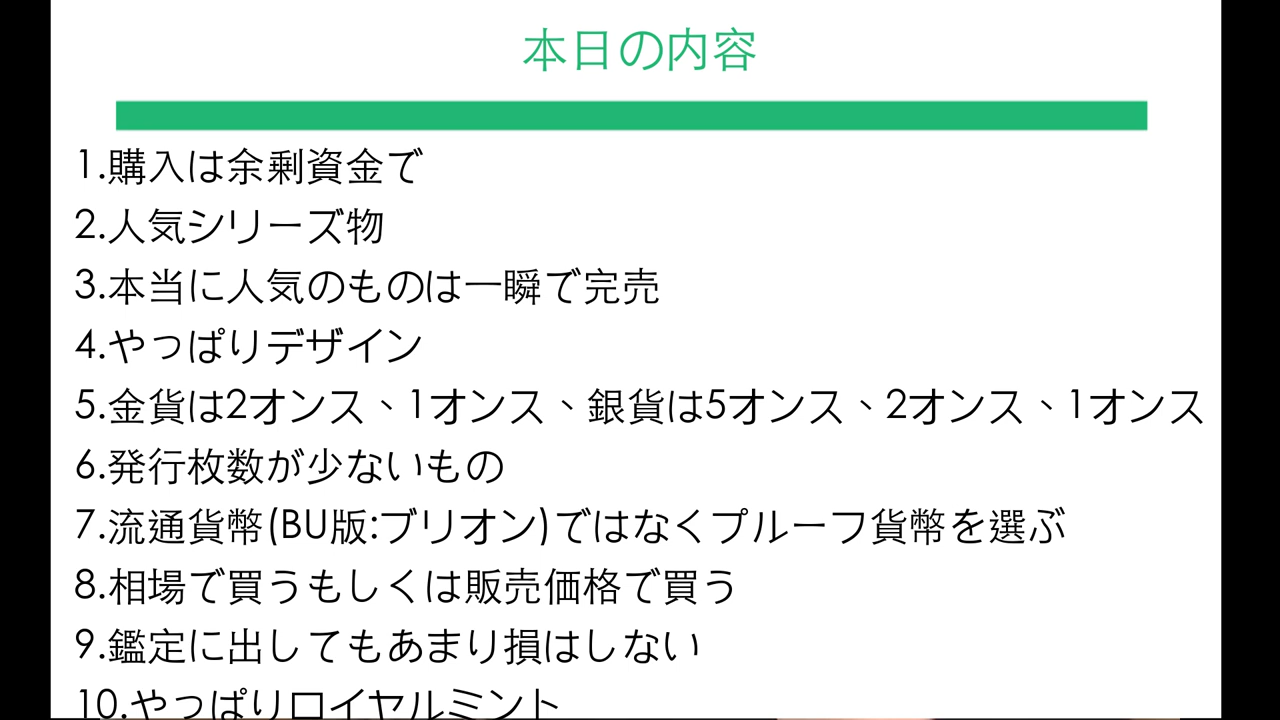 本日の内容
1.購入は余剰資金で
2.人気シリーズ物
3.本当に人気のものは一瞬で完売
4.やっぱりデザイン
5.金貨は2オンス、1オンス、銀貨は5オンス、2オンス、1オンス
6.発行枚数が少ないもの
7.流通貨幣(BU版:ブリオン)ではなくプルーフ貨幣を選ぶ
8.相場で買うもしくは販売価格で買う
9.鑑定に出してもあまり損はしない
10.やっぱりロイヤルミント